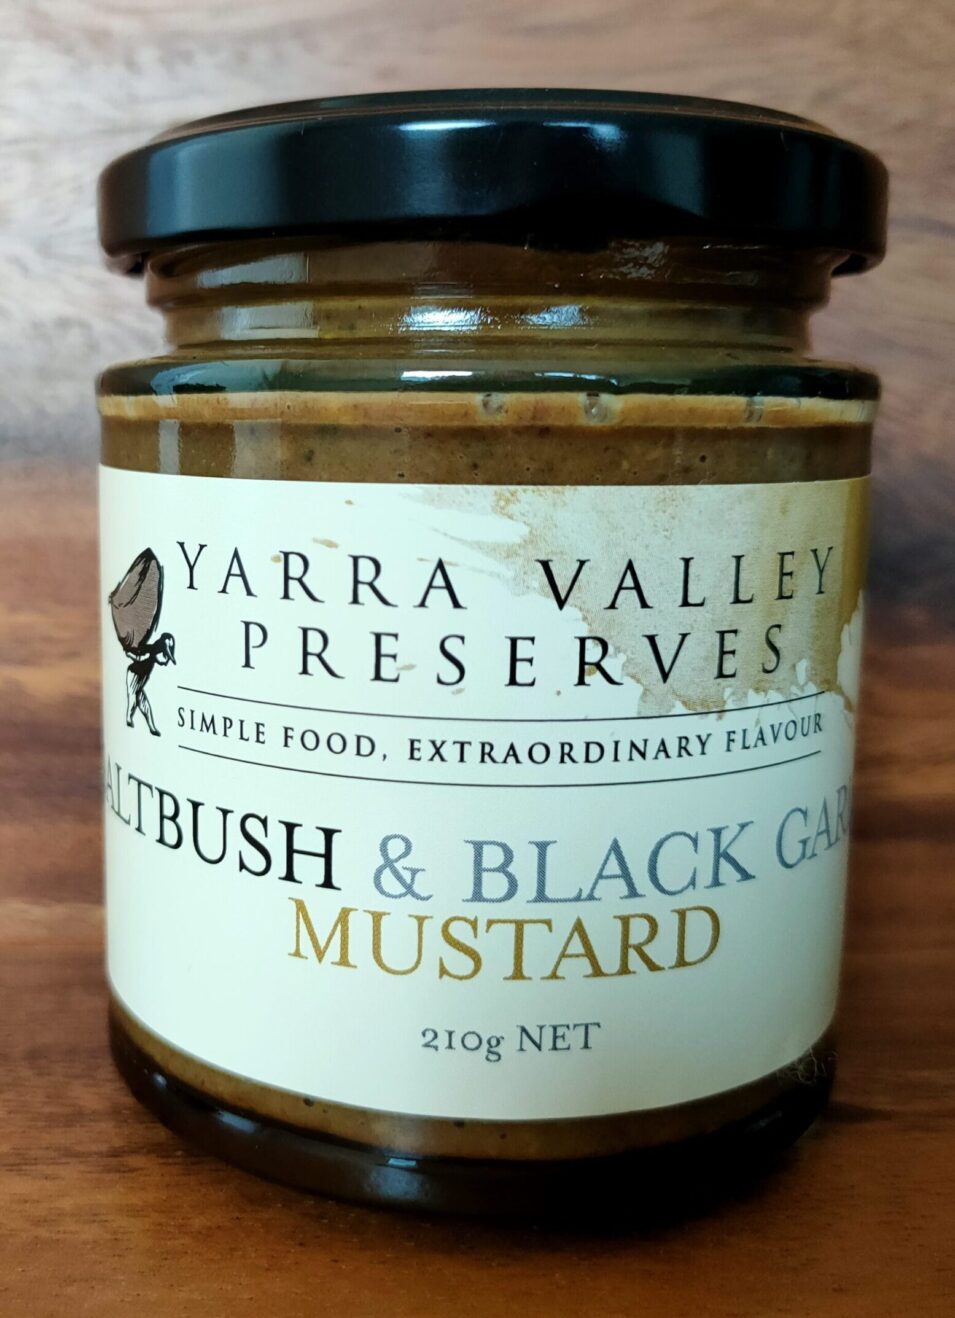 YARRA VALLEY
PRESERVES
SIMPLE FOOD, EXTRAORDINARY FLAVOUR
ALTBUSH & BLACK GAR
MUSTARD
210g NET